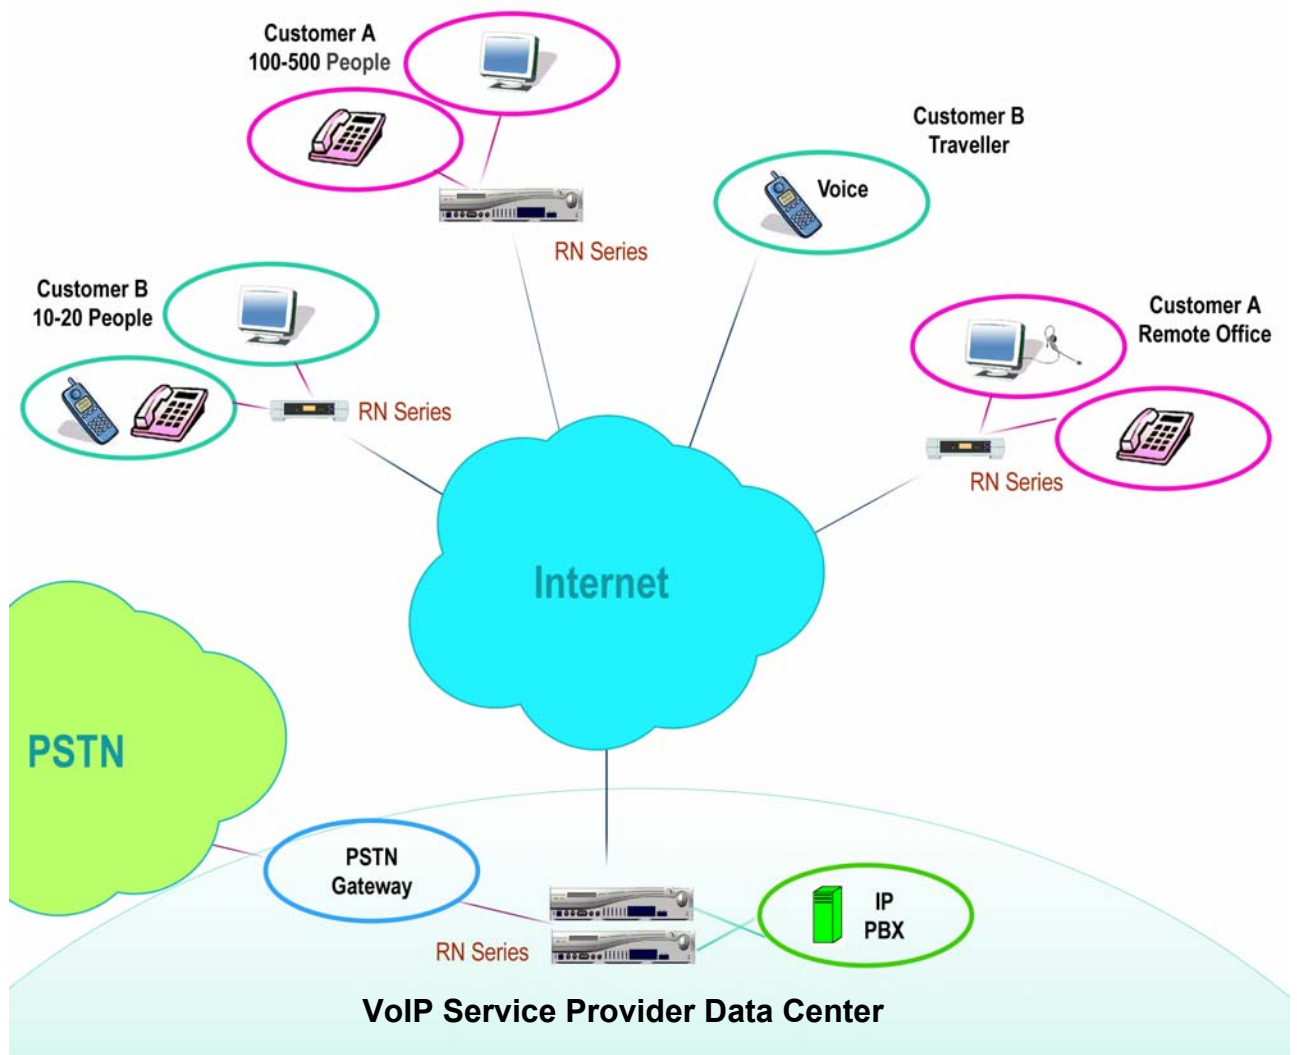 Customer A
100-500 People
Customer B
Traveller
Voice
RN Series
Customer B
10-20 People
Customer A
Remote Office
RN Series
RN Series
Internet
PSTN
PSTN
Gateway
IP
PBX
RN Series
VoIP Service Provider Data Center